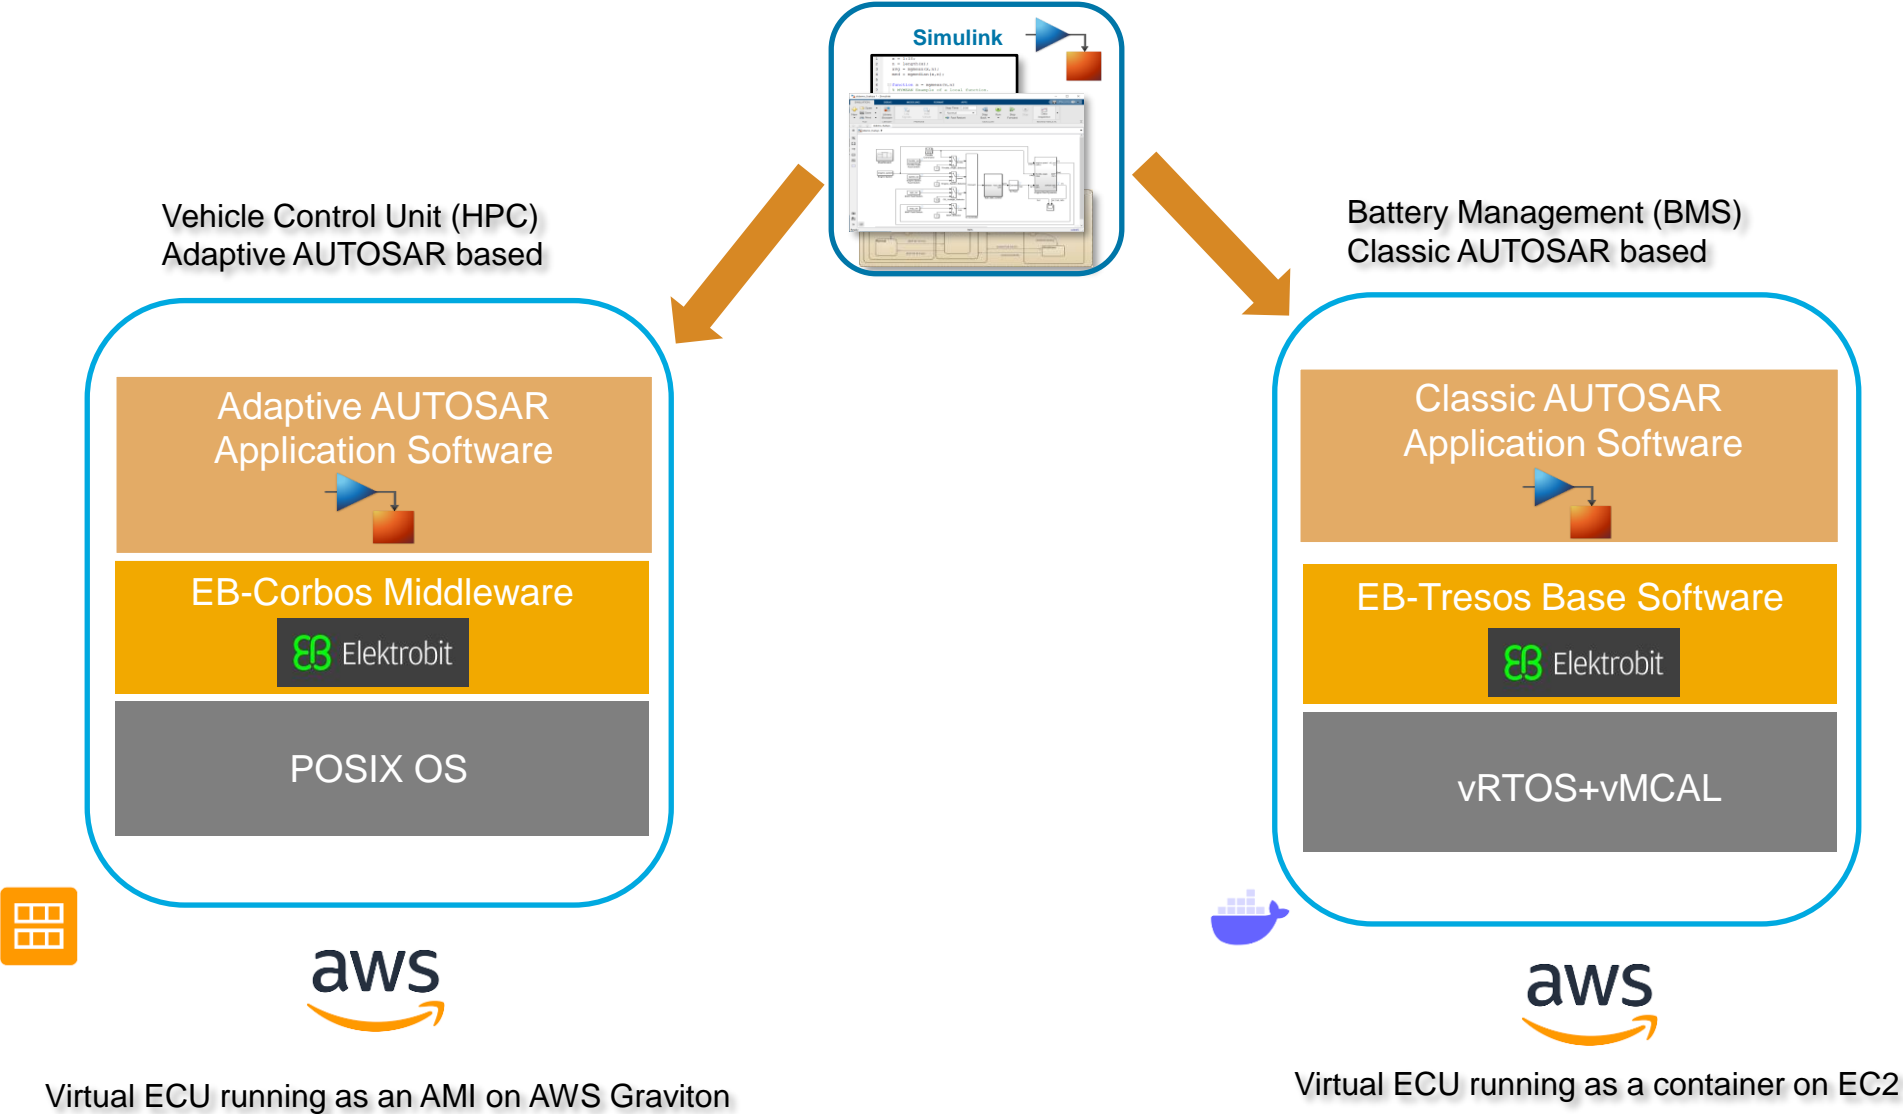 Simulink
Vehicle Control Unit (HPC)
Adaptive AUTOSAR based
Battery Management (BMS)
Classic AUTOSAR based
Adaptive AUTOSAR
Application Software
EB-Corbos Middleware
Elektrobit
POSIX OS
aws
Virtual ECU running as an AMI on AWS Graviton
Classic AUTOSAR
Application Software
EB-Tresos Base Software
Elektrobit
vRTOS+vMCAL
aws
Virtual ECU running as a container on EC2